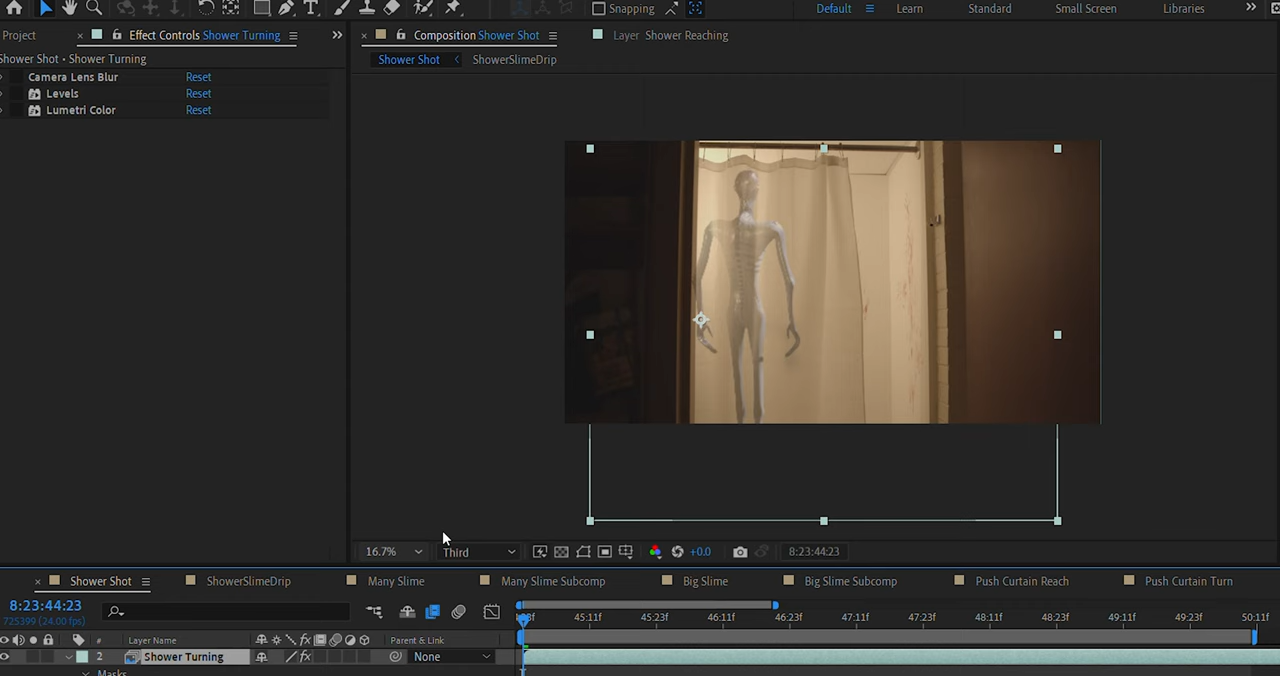 Snapping
Default
Learn
Standard
Small Screen
Libraries
Project
Effect Controls Shower Turning
Composition Shower Shot
Layer Shower Reaching
Shower Shot • Shower Turning
Shower Shot
ShowerSlimeDrip
Camera Lens Blur Reset
Levels Reset
Lumetri Color Reset
16.7%
Third
+0.0
8:23:44:23
Shower Shot
ShowerSlimeDrip
Many Slime
Many Slime Subcomp
Big Slime
Big Slime Subcomp
Push Curtain Reach
Push Curtain Turn
8:23:44:23
725399 (24.00 fps)
45:11f 45:23f 46:11f 46:23f 47:11f 47:23f 48:11f 48:23f 49:11f 49:23f 50:11f
# Layer Name Parent & Link
2 Shower Turning None
Masks